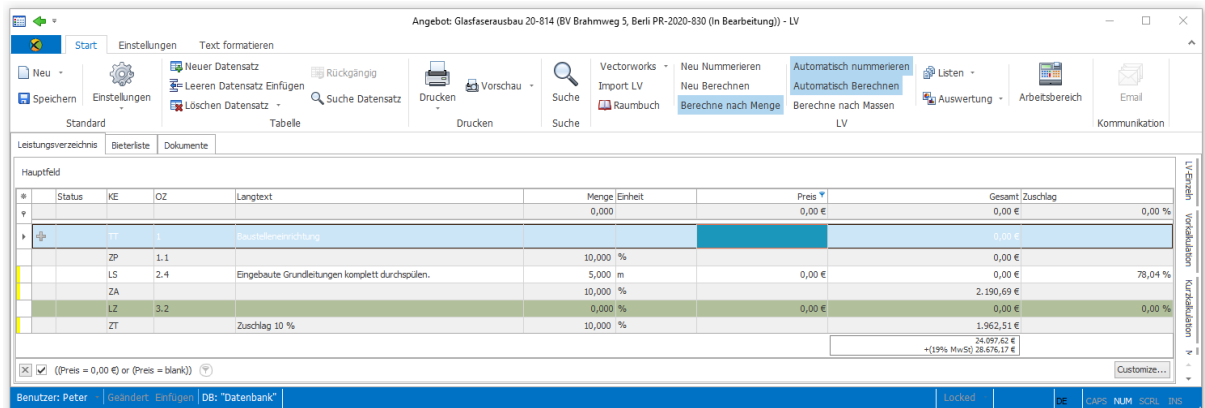 Angebot: Glasfaserausbau 20-814 (BV Brahmweg 5, Berli PR-2020-830 (In Bearbeitung)) - LV
Start Einstellungen Text formatieren
Neu
Speichern
Einstellungen
Standard
Neuer Datensatz
Leeren Datensatz Einfügen
Löschen Datensatz
Rückgängig
Suche Datensatz
Tabelle
Drucken
Vorschau
Drucken
Suche
Suche
Vectorworks
Import LV
Raumbuch
Neu Nummerieren
Neu Berechnen
Berechne nach Menge
Automatisch nummerieren
Automatisch Berechnen
Berechne nach Massen
Listen
Auswertung
Arbeitsbereich
LV
Email
Kommunikation
Leistungsverzeichnis Bieterliste Dokumente
Hauptfeld
Status KE OZ Langtext Menge Einheit Preis Gesamt Zuschlag
0,000 0,00 € 0,00 € 0,00 %
TT 1 Baustelleneinrichtung 0,00 €
ZP 1.1 10,000 % 0,00 €
LS 2.4 Eingebaute Grundleitungen komplett durchspülen. 5,000 m 0,00 € 0,00 € 78,04 %
ZA 10,000 % 2.190,69 €
LZ 3.2 0,000 % 0,00 € 0,00 € 0,00 %
ZT Zuschlag 10 % 10,000 % 1.962,51 €
24.097,62 €
+(19% MwSt) 28.676,17 €
((Preis = 0,00 €) or (Preis = blank))
Customize...
LV-Einzeln
Vorkalkulation
Kurzkalkulation
Benutzer: Peter Geändert Einfügen DB: "Datenbank" Locked DE CAPS NUM SCRL INS